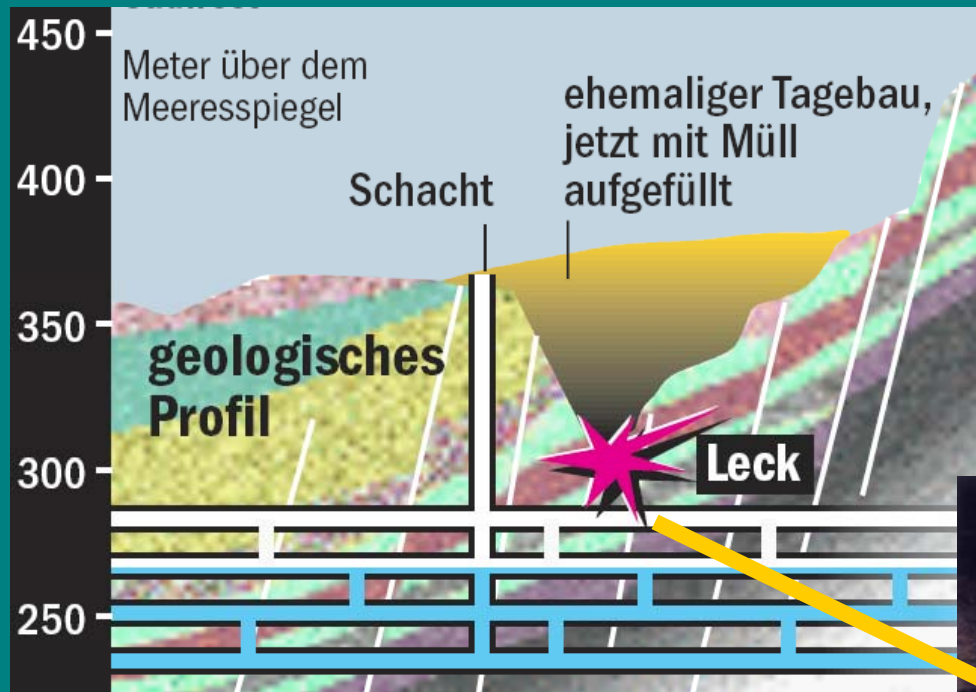 450
Meter über dem
Meeresspiegel
ehemaliger Tagebau,
jetzt mit Müll
aufgefüllt
400
Schacht
350
geologisches
Profil
300
Leck
250